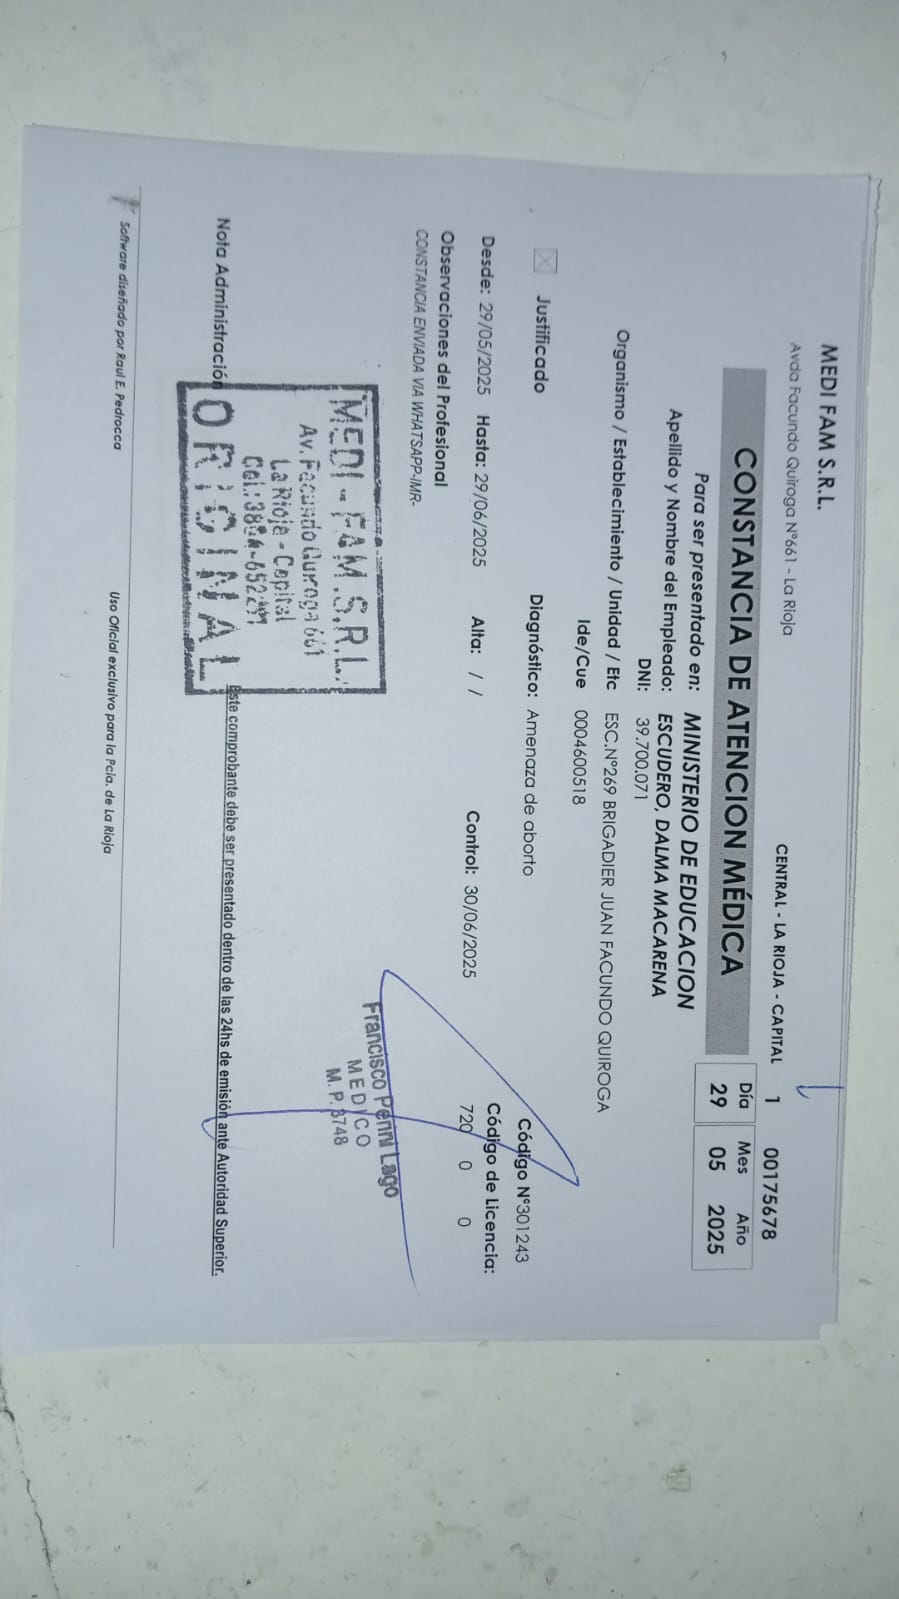 MEDI FAM S.R.L.
Avda Facundo Quiroga N°661 - La Rioja
CENTRAL - LA RIOJA - CAPITAL 1 00175678
CONSTANCIA DE ATENCION MÉDICA
Día Mes Año
29 05 2025
Para ser presentado en: MINISTERIO DE EDUCACION
Apellido y Nombre del Empleado: ESCUDERO, DALMA MACARENA
DNI: 39.700.071
Organismo / Establecimiento / Unidad / Etc ESC.N°269 BRIGADIER JUAN FACUNDO QUIROGA
Ide/Cue 0004600518
Justificado
Diagnóstico: Amenaza de aborto
Código N°301243
Desde: 29/05/2025 Hasta: 29/06/2025 Alta: / / Control: 30/06/2025
Código de Licencia:
720 0 0
Observaciones del Profesional
CONSTANCIA ENVIADA VIA WHATSAPP-IMR-
MEDI-FAM.S.R.L.
Av. Facundo Quiroga 661
La Rioja - Capital
Cel.:
ORIGINAL
Francisco Penni Lago
MEDICO
M. P. 3748
Nota Administración
Este comprobante debe ser presentado dentro de las 24hs de emisión ante Autoridad Superior.
Software diseñado por Raul E. Pedrocca
Uso Oficial exclusivo para la Pcia. de La Rioja